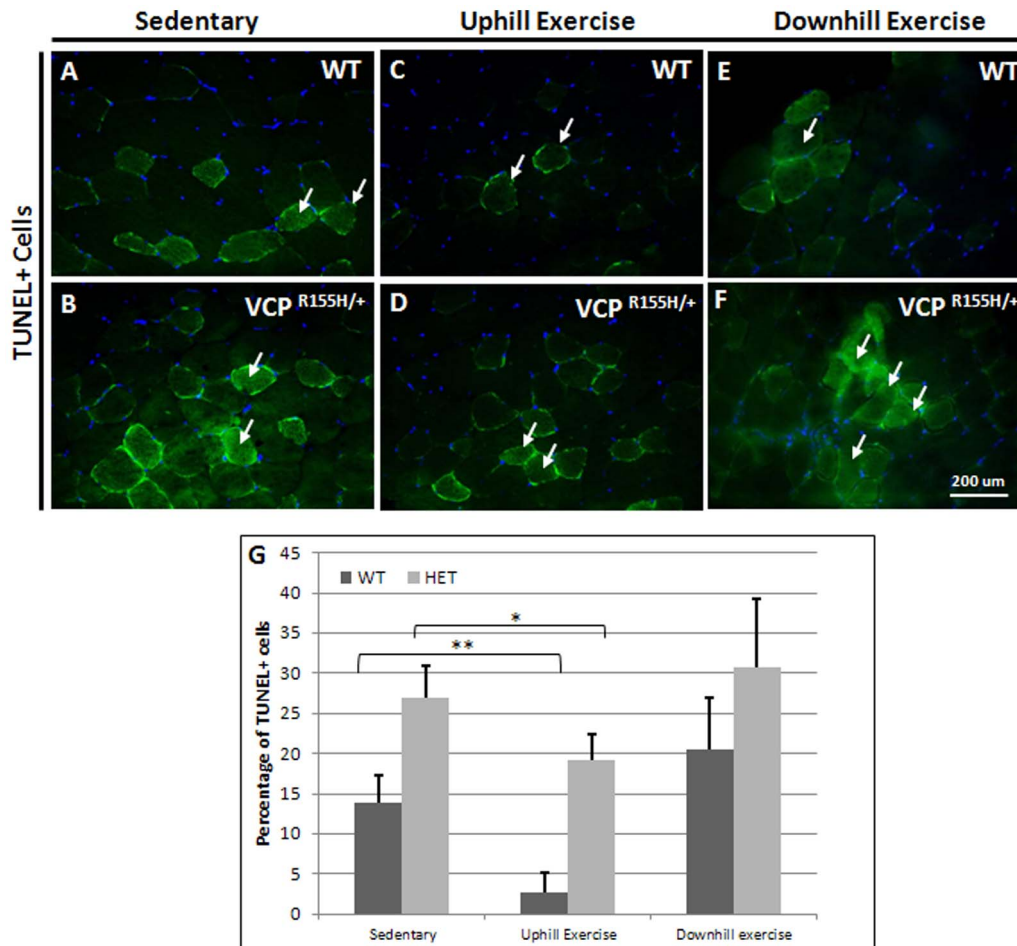 Sedentary Uphill Exercise Downhill Exercise
TUNEL+ Cells
A WT C WT E WT
B VCP R155H/+ D VCP R155H/+ F VCP R155H/+
200 um
G
WT HET
Percentage of TUNEL+ cells
45
40
35
30
25
20
15
10
5
0
*
**
Sedentary Uphill Exercise Downhill exercise